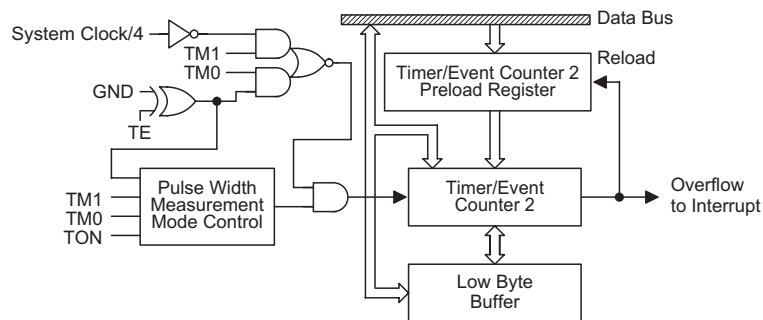 Data Bus
System Clock/4
TM1
TM0
GND
TE
Timer/Event Counter 2
Preload Register
Reload
TM1
TM0
TON
Pulse Width
Measurement
Mode Control
Timer/Event
Counter 2
Overflow
to Interrupt
Low Byte
Buffer